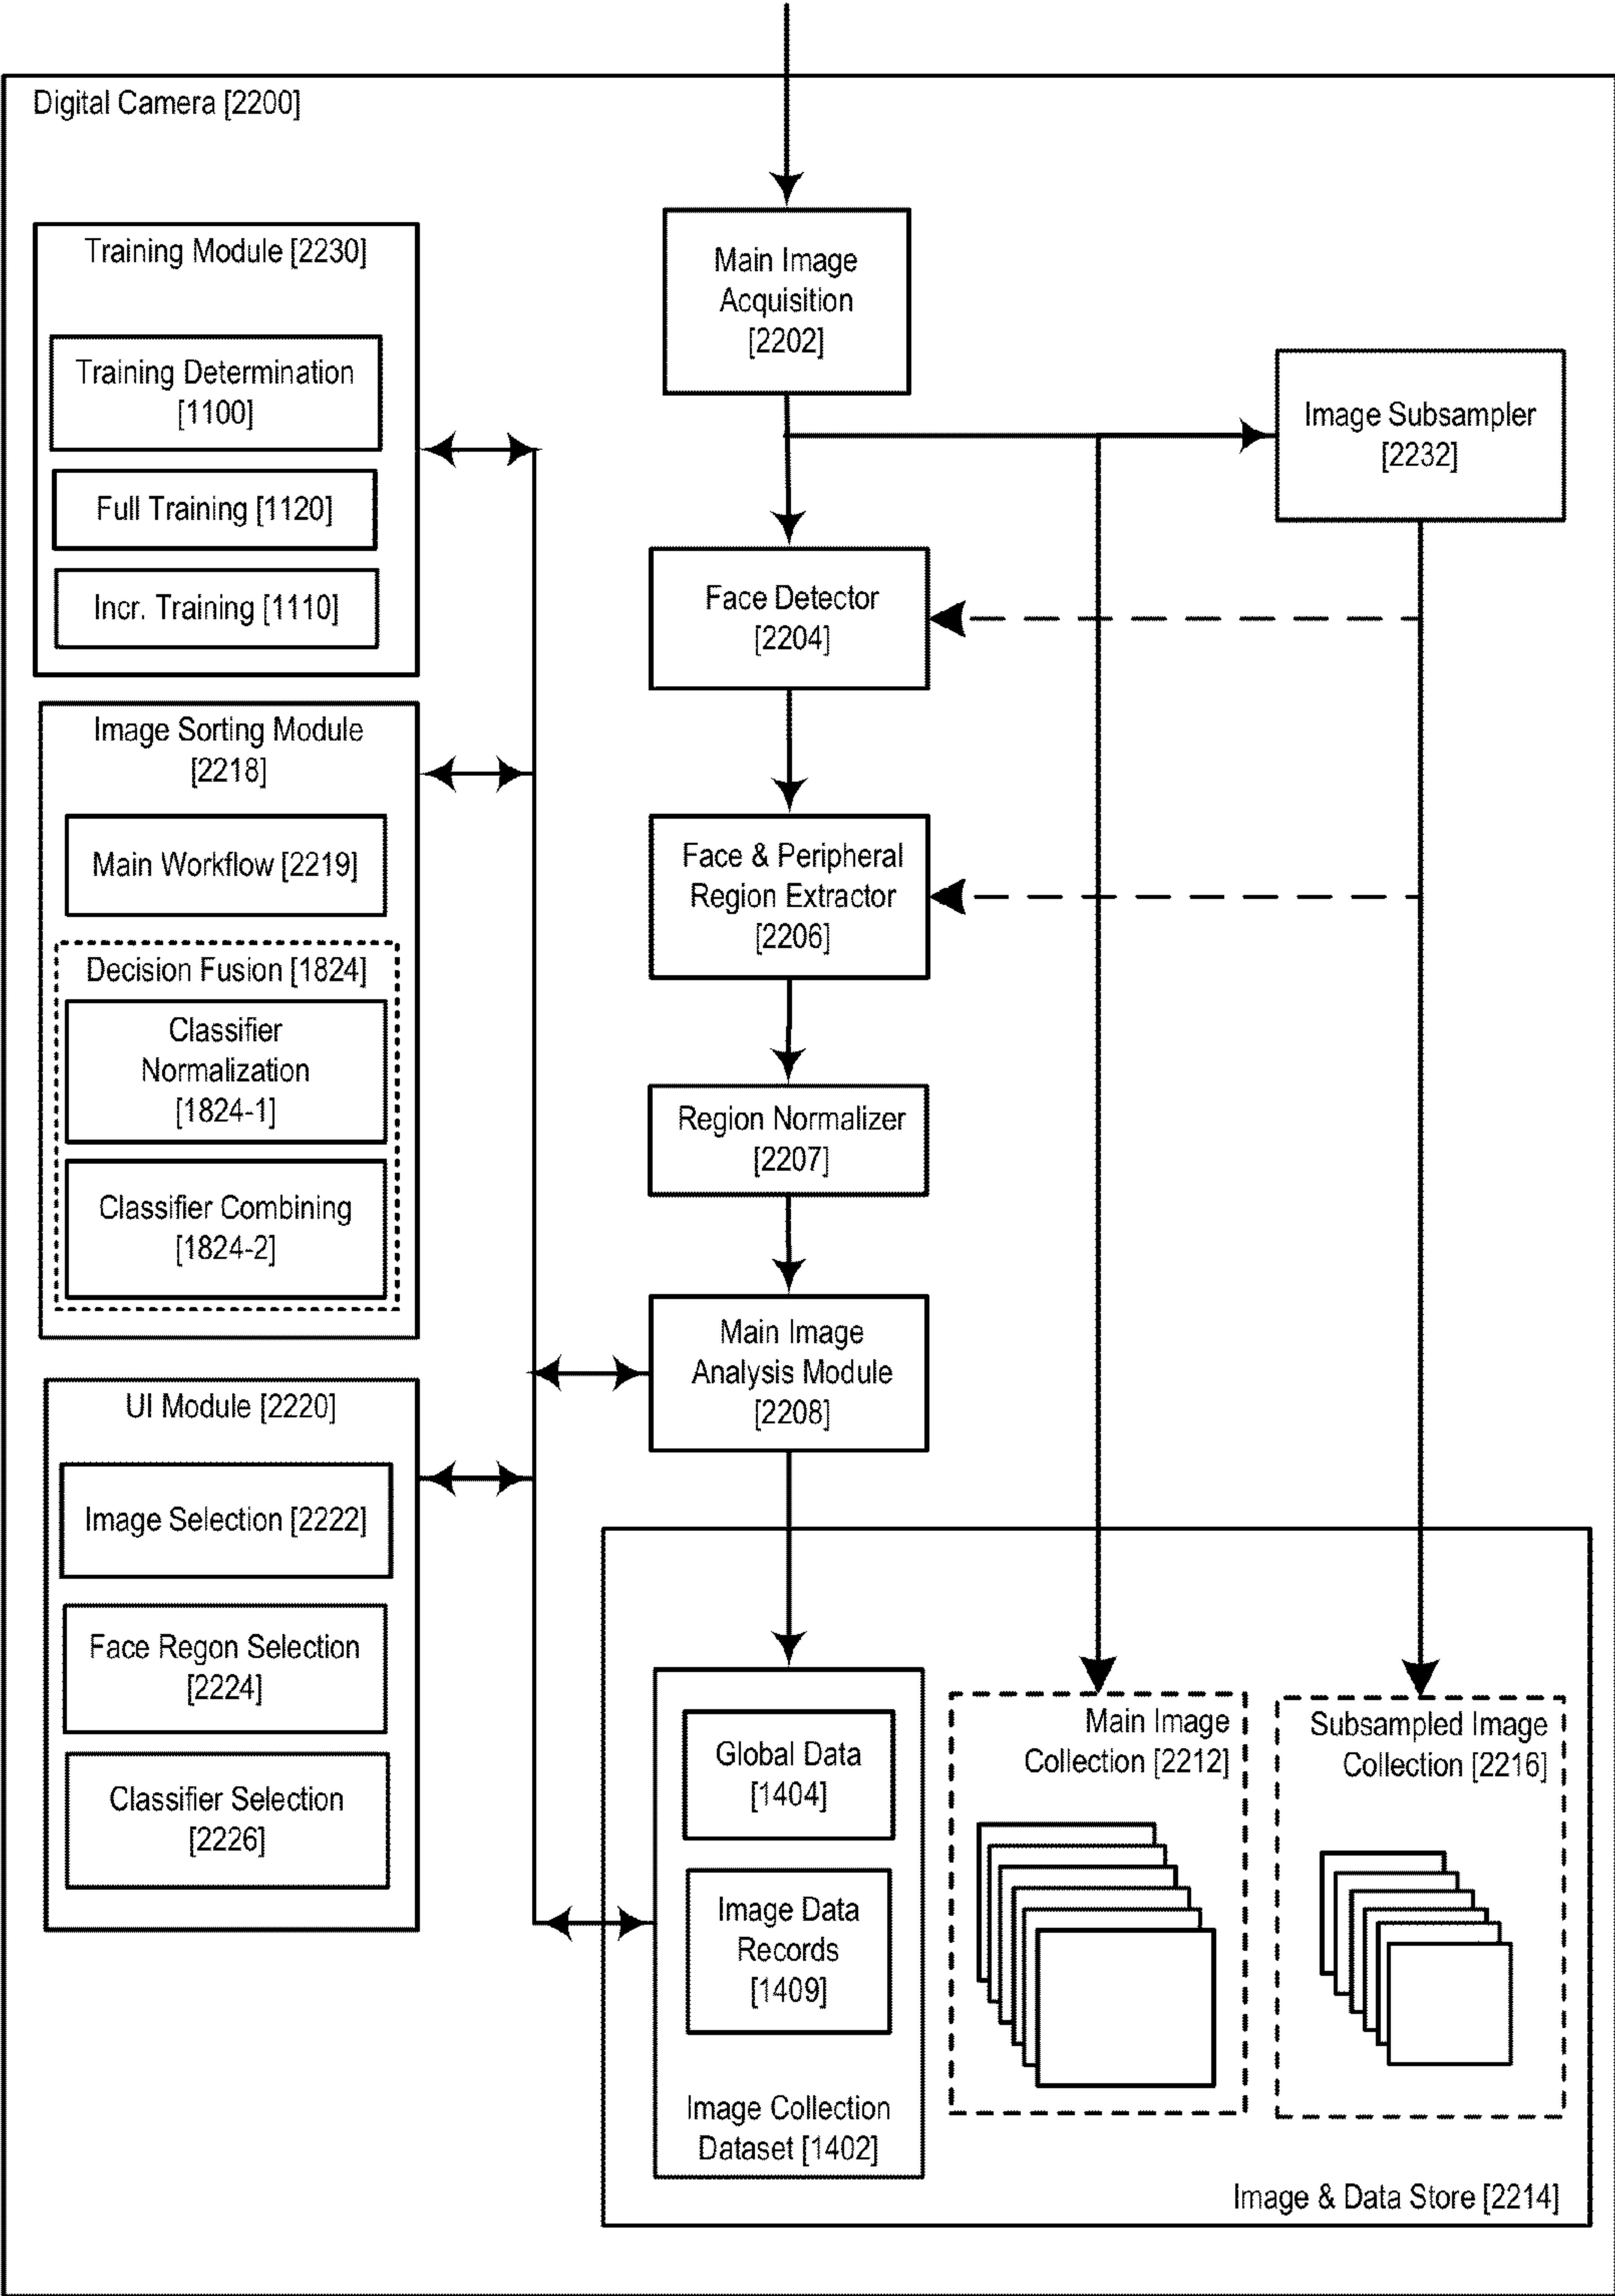 Digital Camera [2200]
Training Module [2230]
Training Determination
[1100]
Full Training [1120]
Incr. Training [1110]
Image Sorting Module
[2218]
Main Workflow [2219]
Decision Fusion [1824]
Classifier
Normalization
[1824-1]
Classifier Combining
[1824-2]
UI Module [2220]
Image Selection [2222]
Face Regon Selection
[2224]
Classifier Selection
[2226]
Main Image
Acquisition
[2202]
Image Subsampler
[2232]
Face Detector
[2204]
Face & Peripheral
Region Extractor
[2206]
Region Normalizer
[2207]
Main Image
Analysis Module
[2208]
Global Data
[1404]
Image Data
Records
[1409]
Image Collection
Dataset [1402]
Main Image
Collection [2212]
Subsampled Image
Collection [2216]
Image & Data Store [2214]